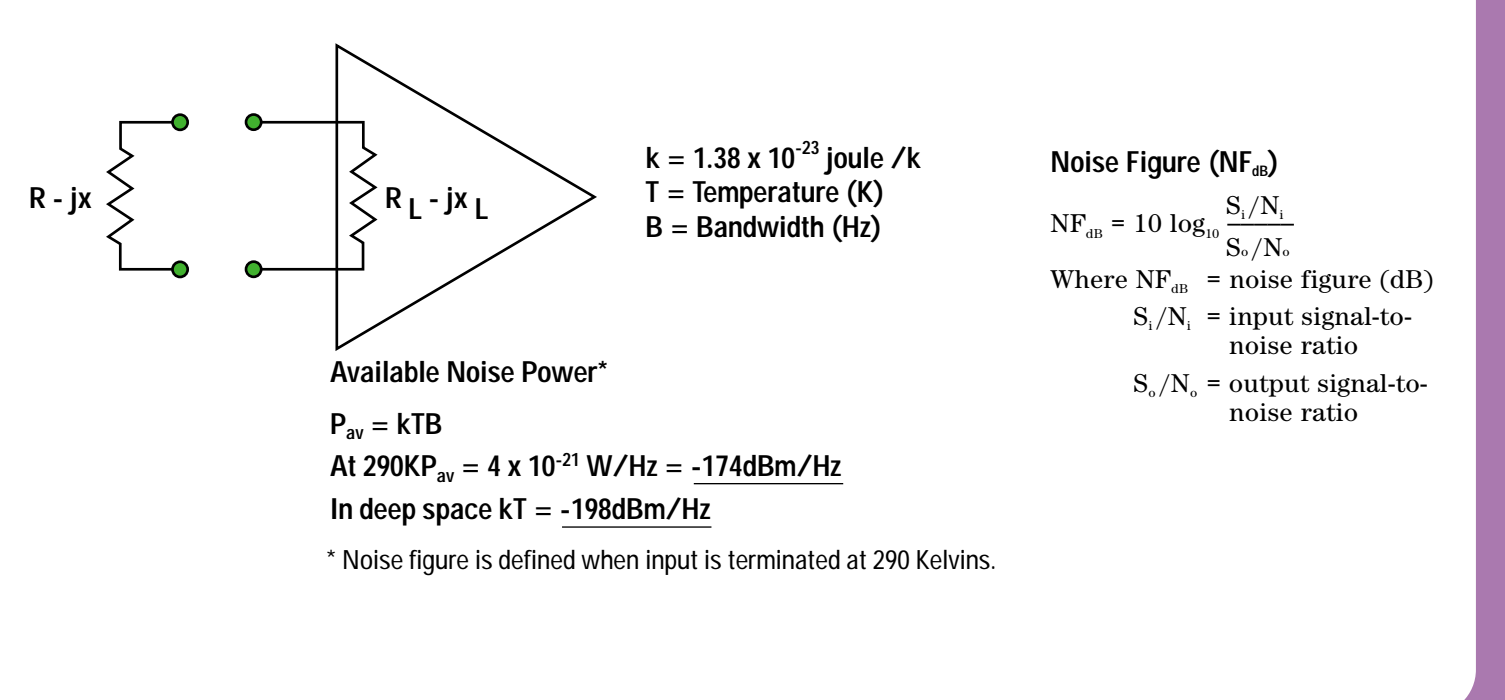 R - jx
R L - jx L
k = 1.38 x 10⁻²³ joule /k
T = Temperature (K)
B = Bandwidth (Hz)
Available Noise Power*
Pav = kTB
At 290KPav = 4 x 10⁻²¹ W/Hz = -174dBm/Hz
In deep space kT = -198dBm/Hz
* Noise figure is defined when input is terminated at 290 Kelvins.
Noise Figure (NFdB)
NFdB = 10 log10 Si/Ni
So/No
Where NFdB = noise figure (dB)
Si/Ni = input signal-to-
noise ratio
So/No = output signal-to-
noise ratio